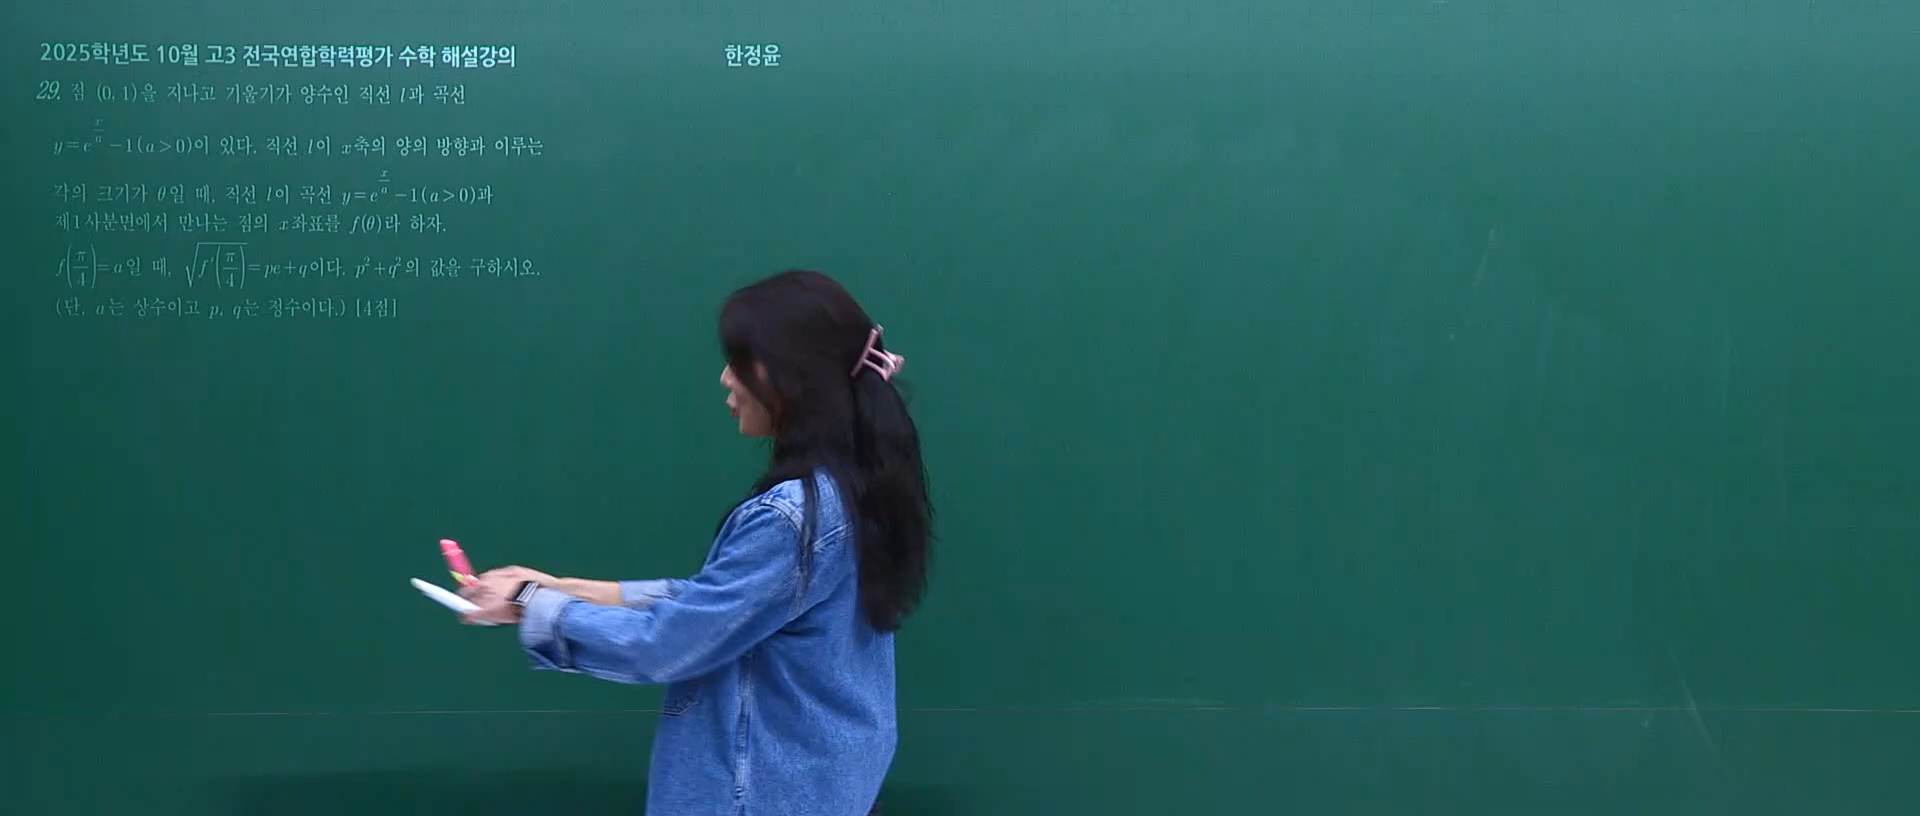 2025학년도 10월 고3 전국연합학력평가 수학 해설강의
한정윤
29. 점 (0, 1)을 지나고 기울기가 양수인 직선 l과 곡선
y=e^{x/a}-1(a>0)이 있다. 직선 l이 x축의 양의 방향과 이루는
각의 크기가 θ일 때, 직선 l이 곡선 y=e^{x/a}-1(a>0)과
제1사분면에서 만나는 점의 x좌표를 f(θ)라 하자.
f(π/4)=a일 때, √f′(π/4)=pe+q이다. p²+q²의 값을 구하시오.
(단, a는 상수이고 p, q는 정수이다.) [4점]